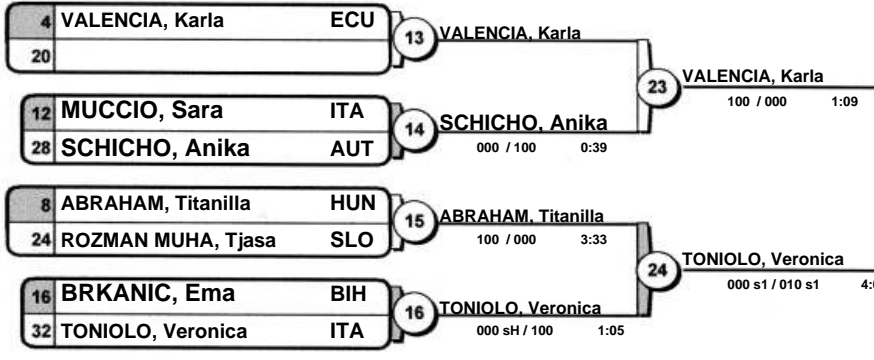 4 VALENCIA, Karla ECU
20
13
VALENCIA, Karla
12 MUCCIO, Sara ITA
28 SCHICHO, Anika AUT
14
SCHICHO, Anika
000 / 100 0:39
23
VALENCIA, Karla
100 / 000 1:09
8 ABRAHAM, Titanilla HUN
24 ROZMAN MUHA, Tjasa SLO
15
ABRAHAM, Titanilla
100 / 000 3:33
16 BRKANIC, Ema BIH
32 TONIOLO, Veronica ITA
16
TONIOLO, Veronica
000 sH / 100 1:05
24
TONIOLO, Veronica
000 s1 / 010 s1